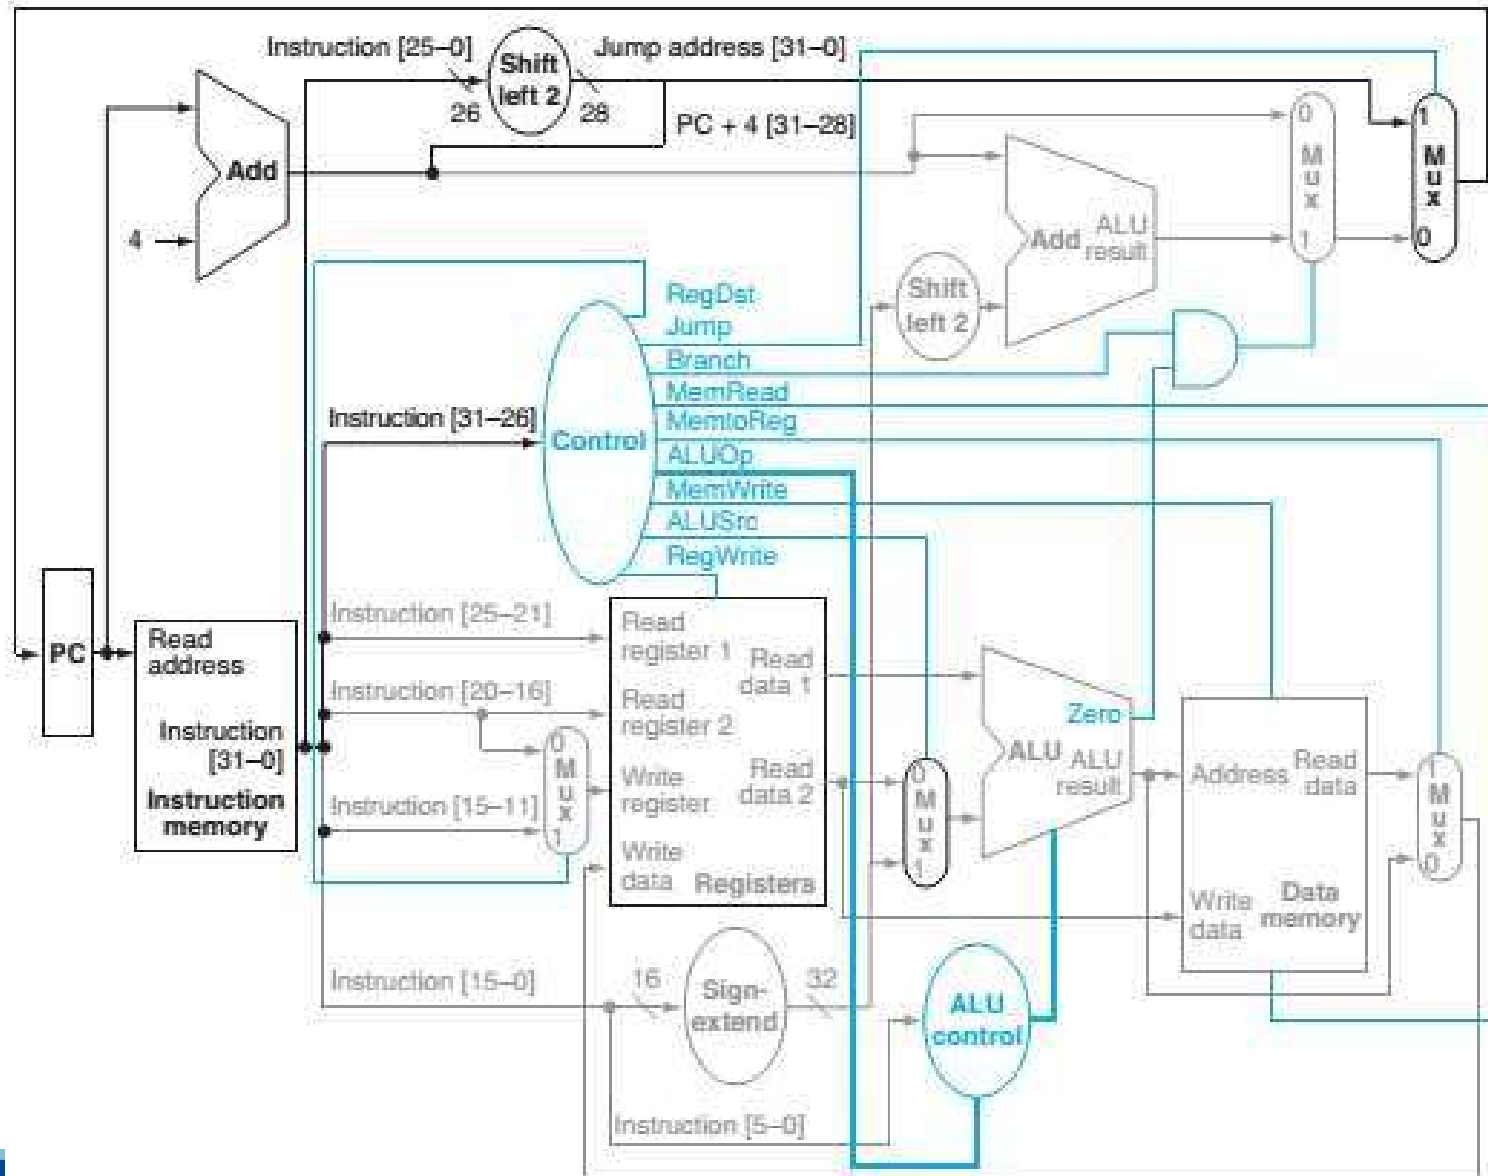 Instruction [25–0]
Shift
left 2
Jump address [31–0]
26
28
PC + 4 [31–28]
Add
4
0
M
u
x
1
1
M
u
x
0
Add
ALU
result
Shift
left 2
RegDst
Jump
Branch
MemRead
MemtoReg
ALUOp
MemWrite
ALUSrc
RegWrite
Instruction [31–26]
Control
PC
Read
address
Instruction
[31–0]
Instruction
memory
Instruction [25–21]
Instruction [20–16]
Instruction [15–11]
0
M
u
x
1
Read
register 1
Read
register 2
Write
register
Write
data
Read
data 1
Read
data 2
Registers
0
M
u
x
1
Zero
ALU
ALU
result
Address
Read
data
Write
data
Data
memory
1
M
u
x
0
Instruction [15–0]
16
Sign-
extend
32
ALU
control
Instruction [5–0]